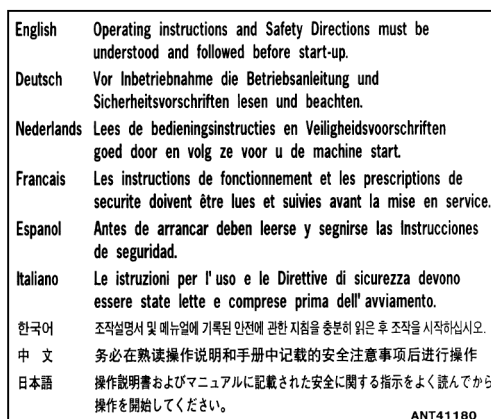 English Operating instructions and Safety Directions must be
understood and followed before start-up.
Deutsch Vor Inbetriebnahme die Betriebsanleitung und
Sicherheitsvorschriften lesen und beachten.
Nederlands Lees de bedieningsinstructies en Veiligheidsvoorschriften
goed door en volg ze voor u de machine start.
Francais Les instructions de fonctionnement et les prescriptions de
securite doivent être lues et suivies avant la mise en service.
Espanol Antes de arrancar deben leerse y segnirse las Instrucciones
de seguridad.
Italiano Le istruzioni per l'uso e le Direttive di sicurezza devono
essere state lette e comprese prima dell'avviamento.
한국어 조작설명서 및 메뉴얼에 기록된 안전에 관한 지침을 충분히 읽은 후 조작을 시작하십시오.
中 文 务必在熟读操作说明和手册中记载的安全注意事项后进行操作
日本語 操作説明書およびマニュアルに記載された安全に関する指示をよく読んでから
操作を開始してください。
ANT41180